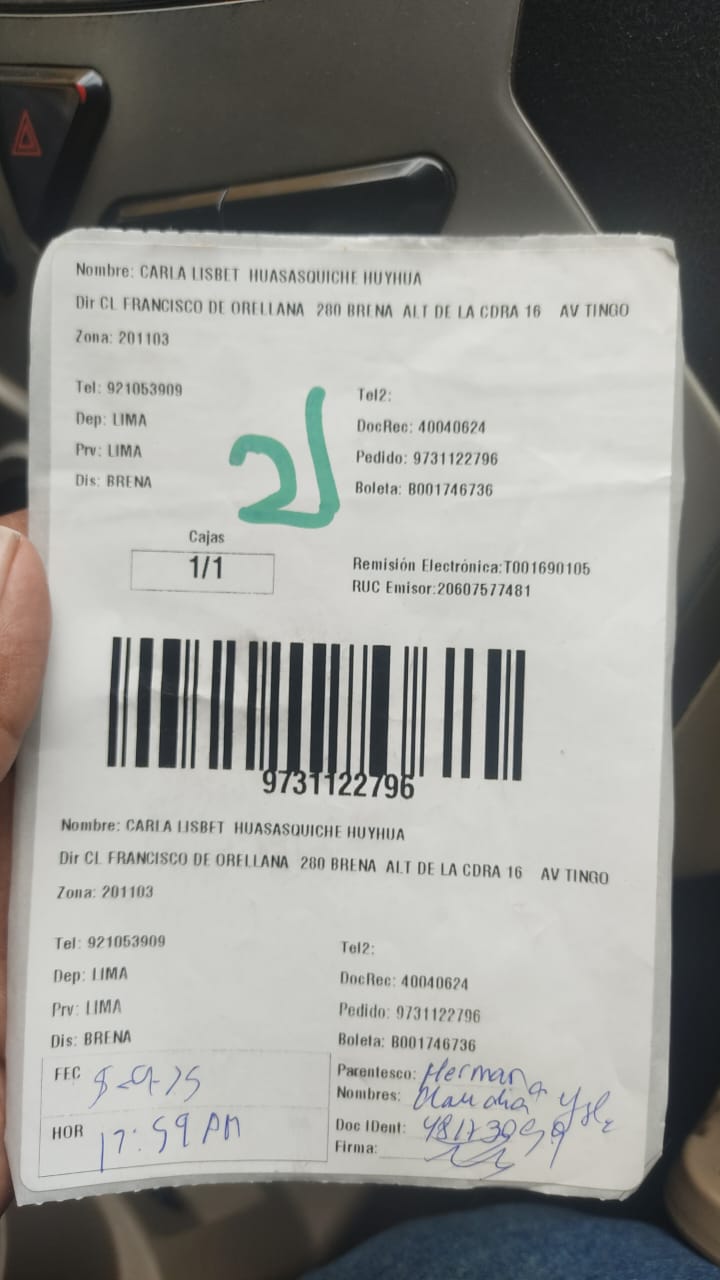 Nombre: CARLA LISBET HUASASQUICHE HUYHUA
Dir CL FRANCISCO DE ORELLANA 280 BRENA ALT DE LA CDRA 16 AV TINGO
Zona: 201103
Tel: 921053909 Tel2:
Dep: LIMA DocRec: 40040624
Prv: LIMA Pedido: 9731122796
Dis: BRENA Boleta: B001746736
Cajas
1/1
Remisión Electrónica:T001690105
RUC Emisor:20607577481
9731122796
Nombre: CARLA LISBET HUASASQUICHE HUYHUA
Dir CL FRANCISCO DE ORELLANA 280 BRENA ALT DE LA CDRA 16 AV TINGO
Zona: 201103
Tel: 921053909 Tel2:
Dep: LIMA DocRec: 40040624
Prv: LIMA Pedido: 9731122796
Dis: BRENA Boleta: B001746736
FEC Parentesco: Hermana
Nombres: Claudia
HOR 17:59 PM Doc IDent:
Firma: